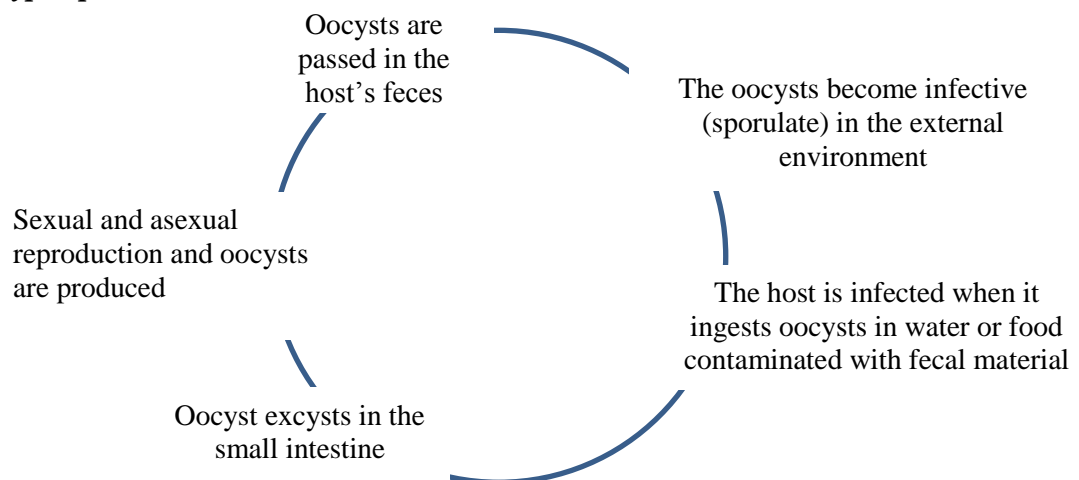 Oocysts are
passed in the
host’s feces
The oocysts become infective
(sporulate) in the external
environment
The host is infected when it
ingests oocysts in water or food
contaminated with fecal material
Oocyst excysts in the
small intestine
Sexual and asexual
reproduction and oocysts
are produced